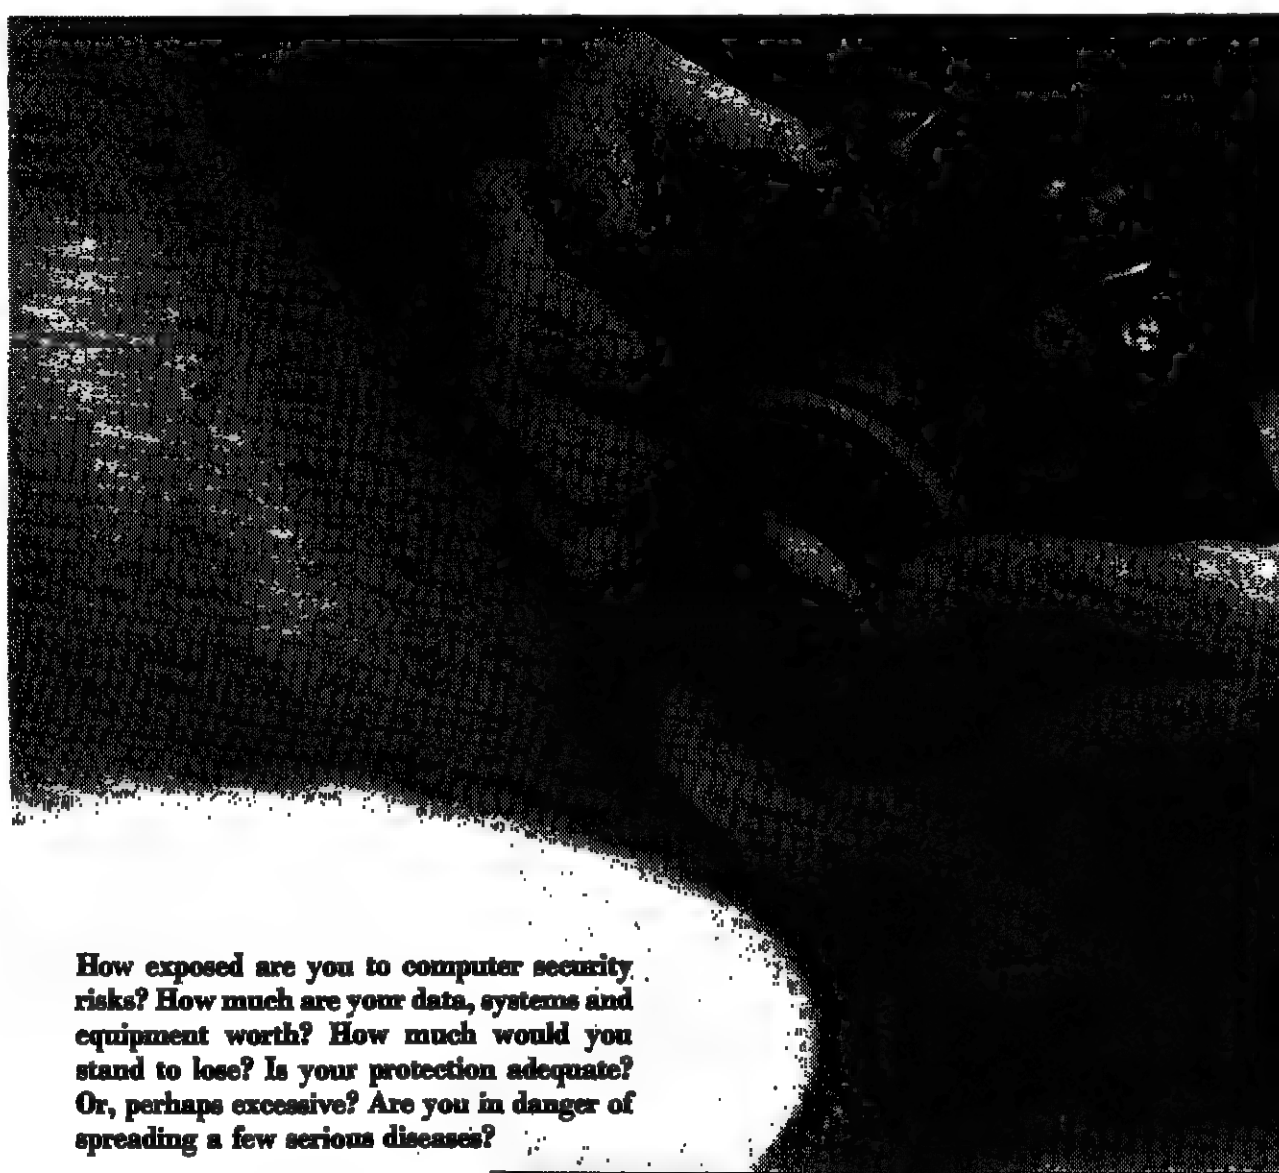 How exposed are you to computer security
risks? How much are your data, systems and
equipment worth? How much would you
stand to lose? Is your protection adequate?
Or, perhaps excessive? Are you in danger of
spreading a few serious diseases?